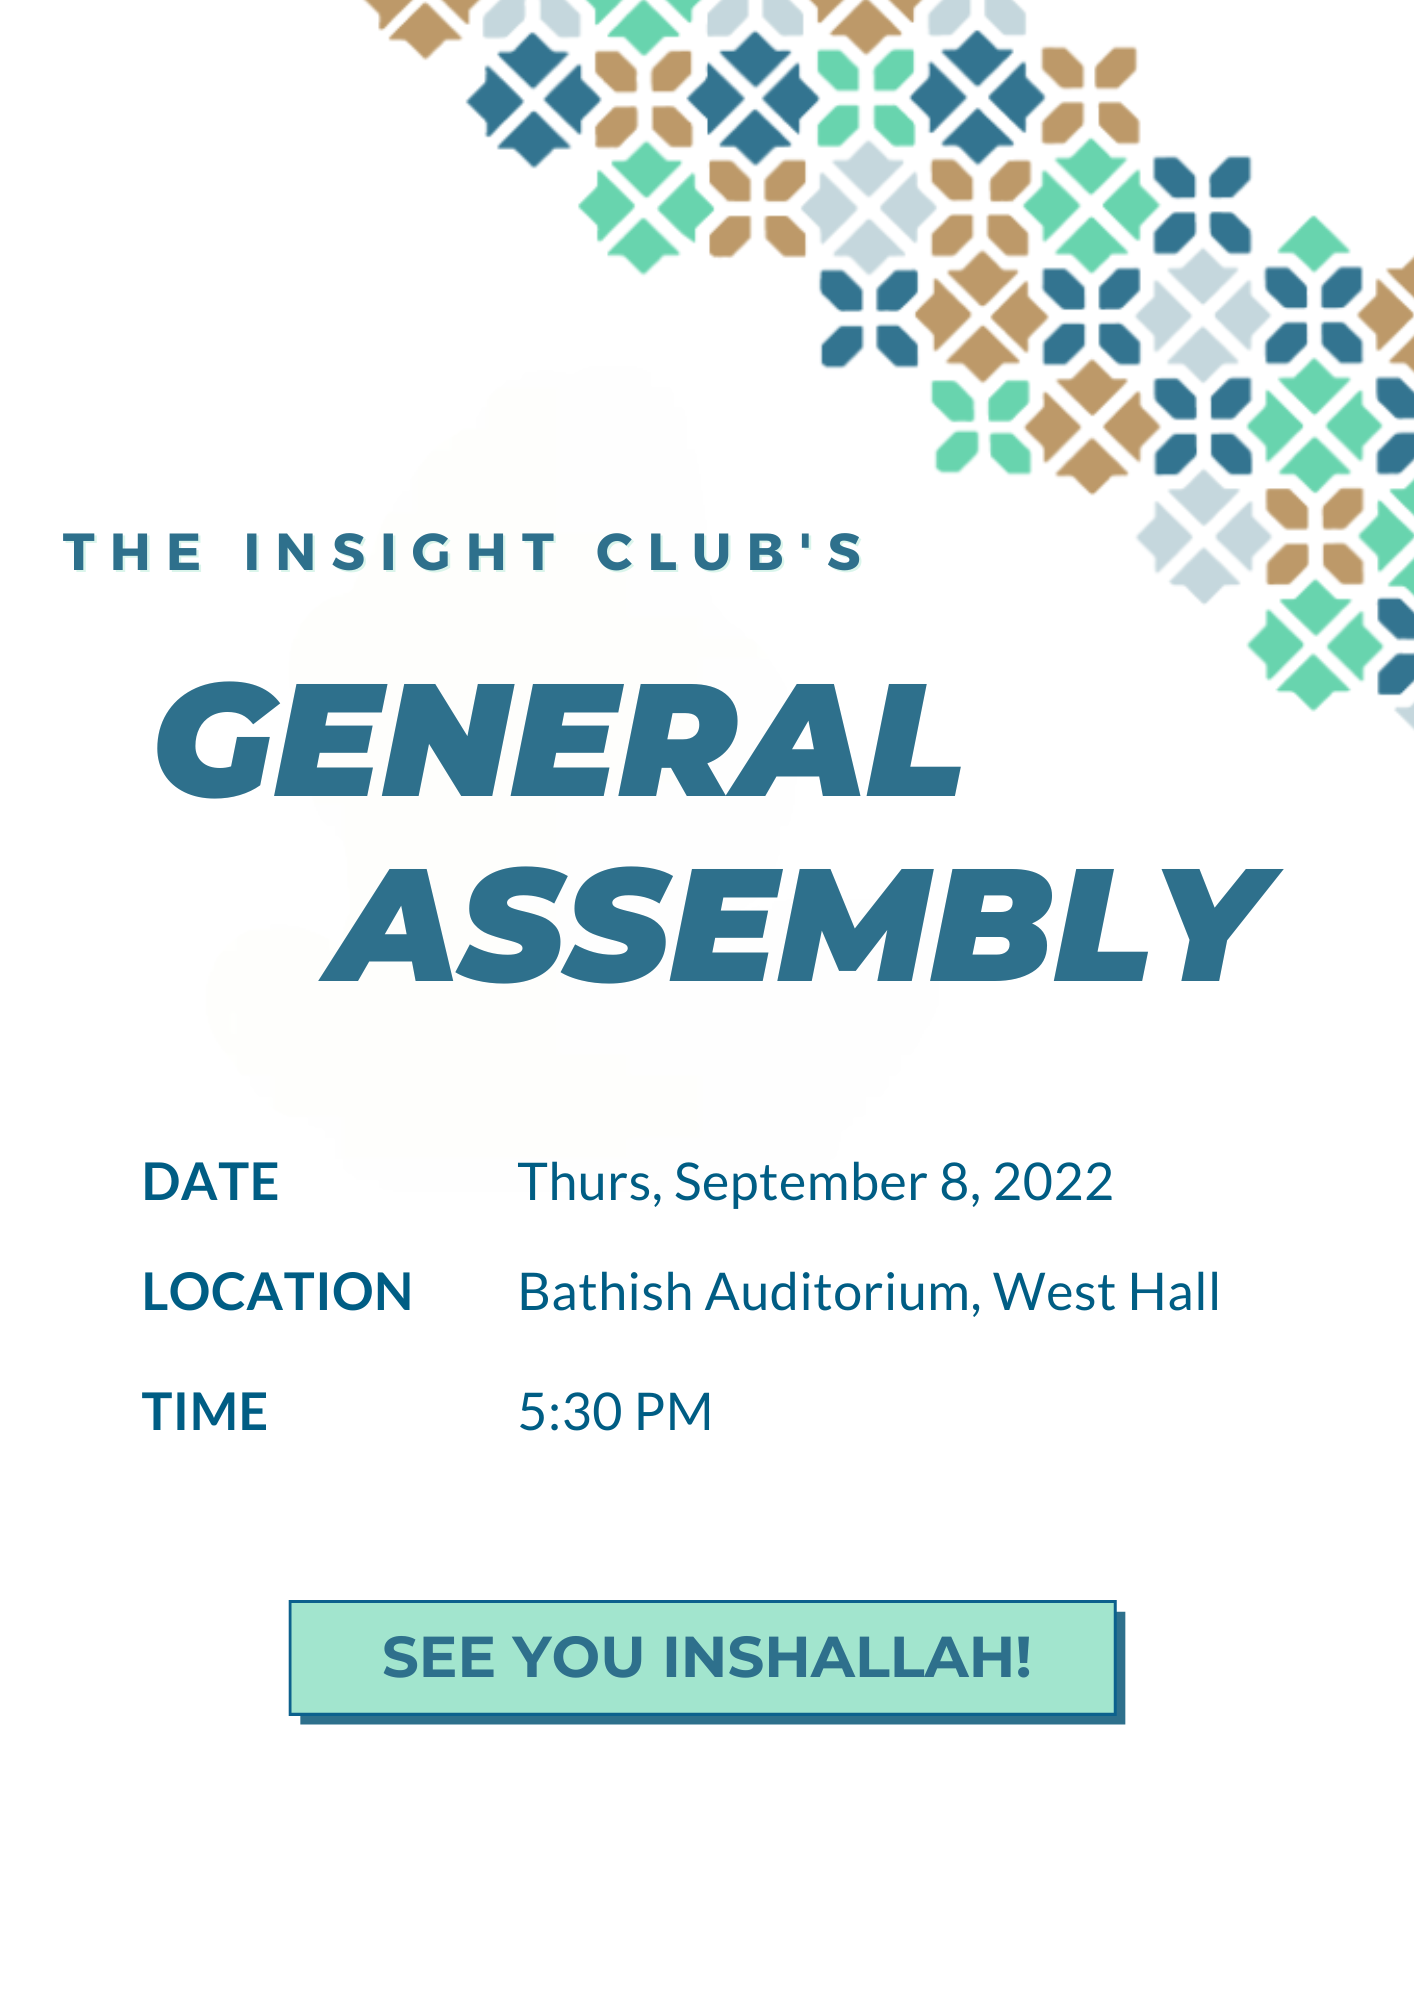 THE INSIGHT CLUB'S
GENERAL
ASSEMBLY
DATE Thurs, September 8, 2022
LOCATION Bathish Auditorium, West Hall
TIME 5:30 PM
SEE YOU INSHALLAH!